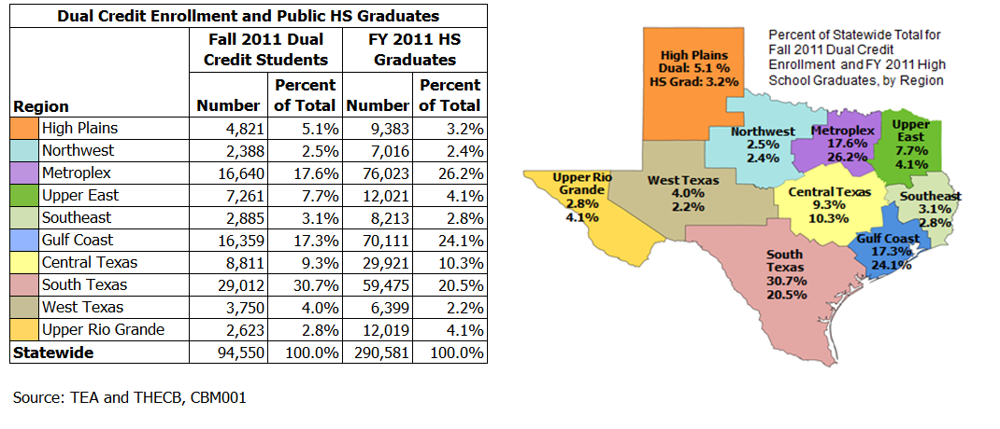 Dual Credit Enrollment and Public HS Graduates
Fall 2011 Dual Credit Students FY 2011 HS Graduates
Region Number Percent of Total Number Percent of Total
High Plains 4,821 5.1% 9,383 3.2%
Northwest 2,388 2.5% 7,016 2.4%
Metroplex 16,640 17.6% 76,023 26.2%
Upper East 7,261 7.7% 12,021 4.1%
Southeast 2,885 3.1% 8,213 2.8%
Gulf Coast 16,359 17.3% 70,111 24.1%
Central Texas 8,811 9.3% 29,921 10.3%
South Texas 29,012 30.7% 59,475 20.5%
West Texas 3,750 4.0% 6,399 2.2%
Upper Rio Grande 2,623 2.8% 12,019 4.1%
Statewide 94,550 100.0% 290,581 100.0%
Source: TEA and THECB, CBM001
Percent of Statewide Total for
Fall 2011 Dual Credit
Enrollment and FY 2011 High
School Graduates, by Region
High Plains
Dual: 5.1 %
HS Grad: 3.2%
Northwest
2.5%
2.4%
Metroplex
17.6%
26.2%
Upper
East
7.7%
4.1%
Upper Rio
Grande
2.8%
4.1%
West Texas
4.0%
2.2%
Central Texas
9.3%
10.3%
Southeast
3.1%
2.8%
Gulf Coast
17.3%
24.1%
South
Texas
30.7%
20.5%